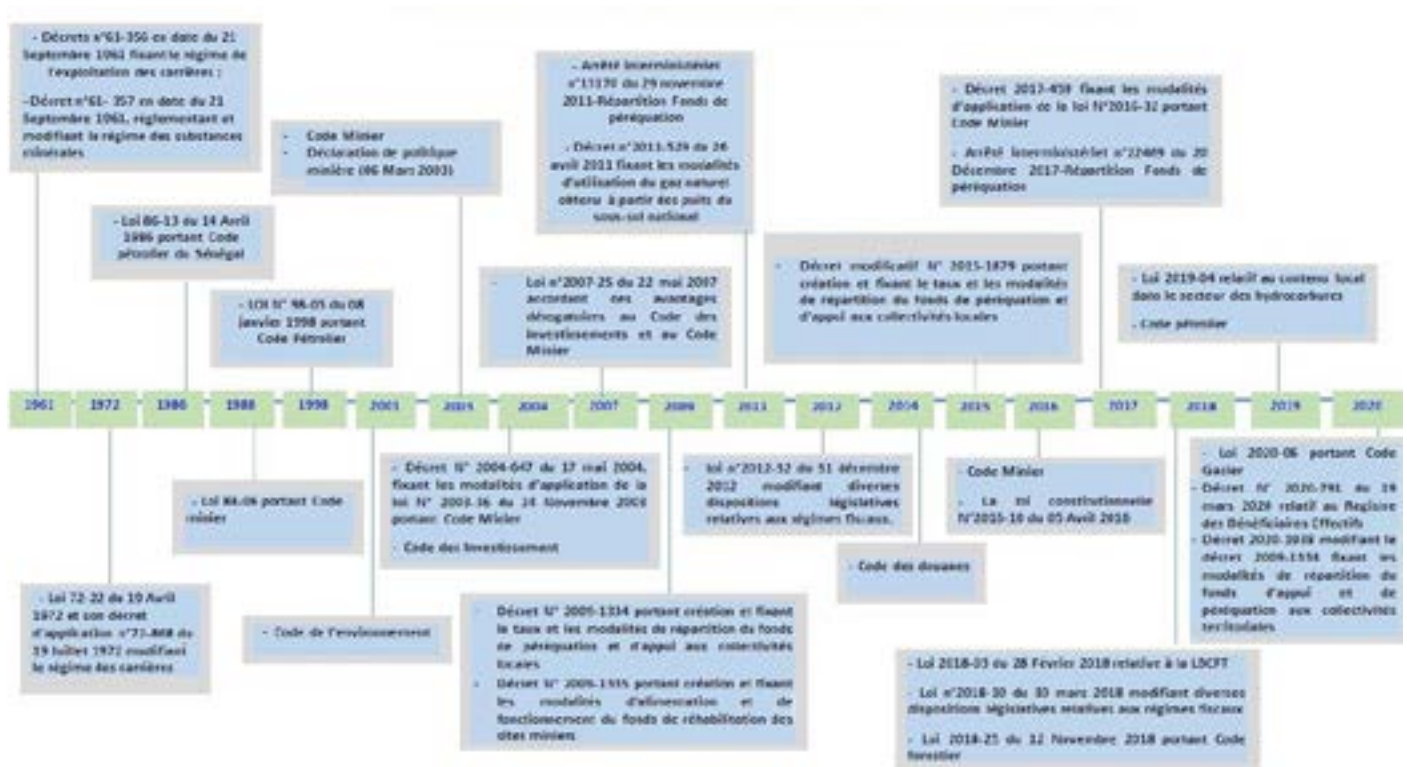 - Décrets n°61-356 en date du 21
Septembre 1961 fixant le régime de
l'exploitation des carrières ;
-Décret n°61- 357 en date du 21
Septembre 1961, réglementant et
modifiant la régime des substances
minérales
- Loi 86-13 du 14 Avril
1986 portant Code
pétrolier du Sénégal
- LOI N° 98-05 du 08
janvier 1998 portant
Code Pétrolier
- Code Minier
- Déclaration de politique
minière (06 Mars 2003)
- Loi n°2007-25 du 22 mai 2007
accordant des avantages
dérogatoires au Code des
Investissements et au Code
Minier
- Arrêté Interministériel
du 29 novembre
2011-Répartition Fonds de
péréquation
- Décret n°2011-529 du 26
avril 2011 fixant les modalités
d'utilisation du gaz naturel
obtenu à partir des puits du
sous-sol national
- Décret modificatif N° 2015-1879 portant
création et fixant le taux et les modalités
de répartition du fonds de péréquation et
d'appui aux collectivités locales
- Décret 2017-459 fixant les modalités
d'application de la loi N°2016-32 portant
Code Minier
- Arrêté Interministériel du 20
Décembre 2017-Répartition Fonds de
péréquation
- Loi 2019-04 relatif au contenu local
dans le secteur des hydrocarbures
- Code pétrolier
1961 1972 1986 1988 1998 2001 2003 2004 2007 2009 2011 2012 2014 2015 2016 2017 2018 2019 2020
- Loi 72-22 du 19 Avril
1972 et son décret
d'application du
19 Juillet 1972 modifiant
le régime des carrières
- Loi 88-06 portant Code
minier
- Code de l'environnement
- Décret N° 2004-647 du 17 mai 2004,
fixant les modalités d'application de la
loi N° 2003-36 du 24 Novembre 2003
portant Code Minier
- Code des Investissement
- Décret N° 2009-1334 portant création et fixant
le taux et les modalités de répartition du fonds
de péréquation et d'appui aux collectivités
locales
- Décret N° 2009-1335 portant création et fixant
les modalités d'alimentation et de
fonctionnement du fonds de réhabilitation des
sites miniers
- loi n°2012-32 du 31 décembre
2012 modifiant diverses
dispositions législatives
relatives aux régimes fiscaux.
- Code des douanes
- Code Minier
- La loi constitutionnelle
du 05 Avril 2016
- Loi 2018-03 du 28 Février 2018 relative à la LBCFT
- Loi n°2018-10 du 30 mars 2018 modifiant diverses
dispositions législatives relatives aux régimes fiscaux
- Loi 2018-25 du 12 Novembre 2018 portant Code
forestier
- Loi 2020-06 portant Code
Gazier
- Décret N° 2020-791 du 19
mars 2020 relatif au Registre
des Bénéficiaires Effectifs
- Décret modifiant le
décret fixant les
modalités de répartition du
fonds d'appui et de
péréquation aux collectivités
territoriales